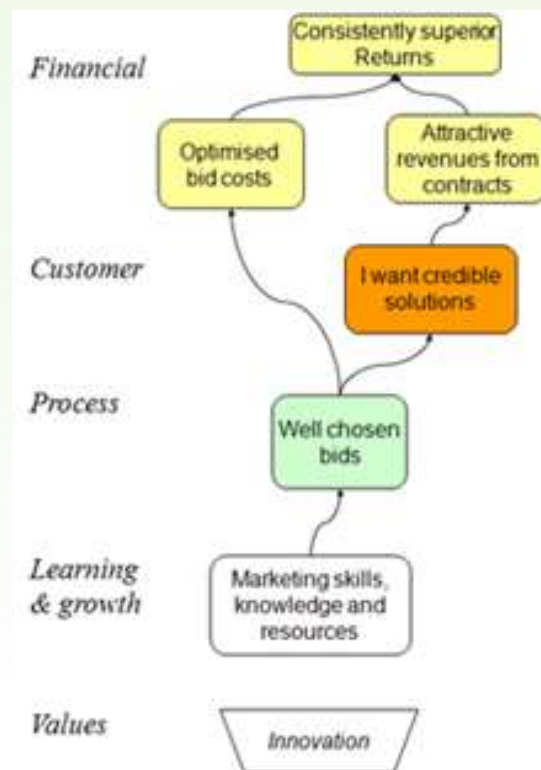 Financial
Consistently superior
Returns
Optimised
bid costs
Attractive
revenues from
contracts
Customer
I want credible
solutions
Process
Well chosen
bids
Learning
& growth
Marketing skills,
knowledge and
resources
Values
Innovation